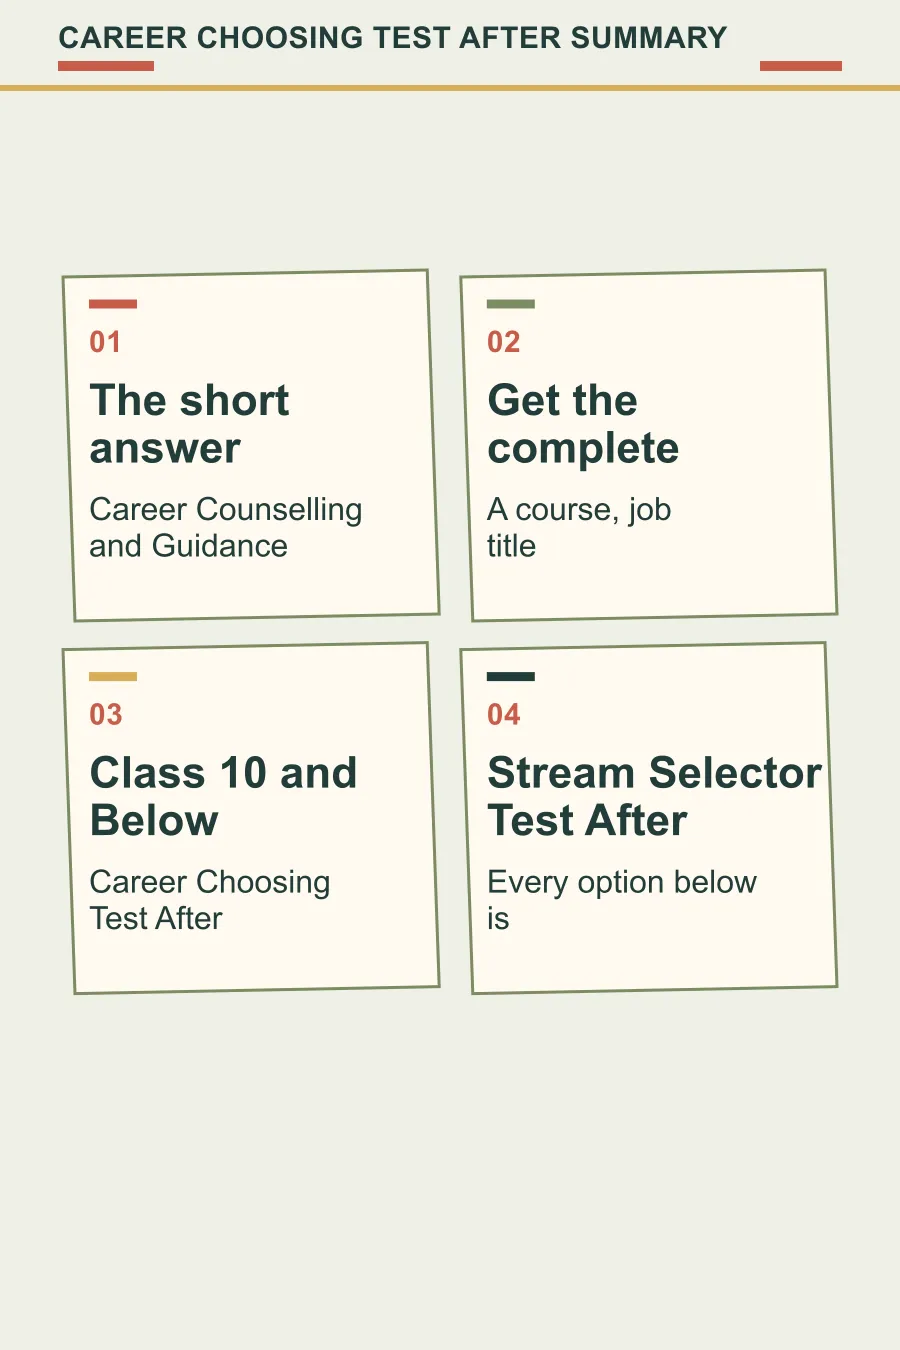 CAREER CHOOSING TEST AFTER SUMMARY
01
The short
answer
Career Counselling
and Guidance
02
Get the
complete
A course, job
title
03
Class 10 and
Below
Career Choosing
Test After
04
Stream Selector
Test After
Every option below
is